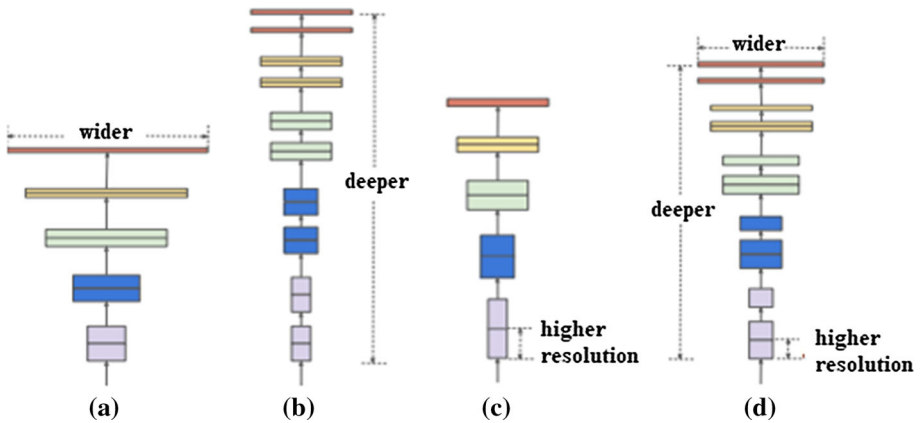 wider
deeper
higher
resolution
wider
deeper
higher
resolution
(a)
(b)
(c)
(d)